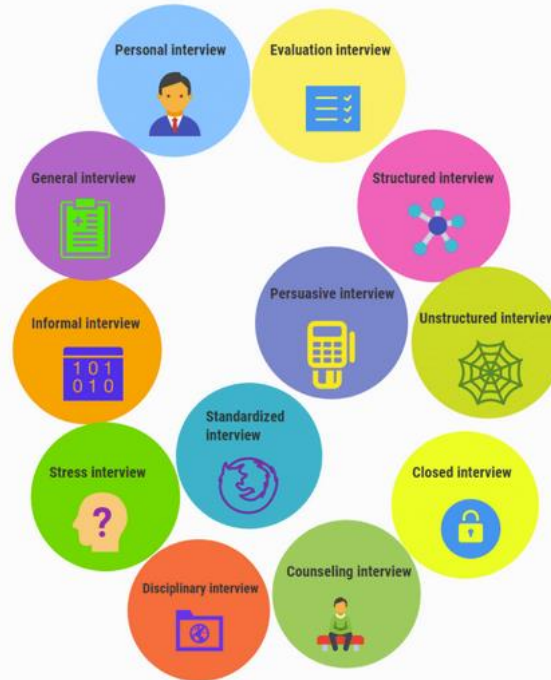 Personal interview
Evaluation interview
General interview
Structured interview
Persuasive interview
Informal interview
101
010
Unstructured interview
Standardized
interview
Stress interview
?
Closed interview
Disciplinary interview
Counseling interview